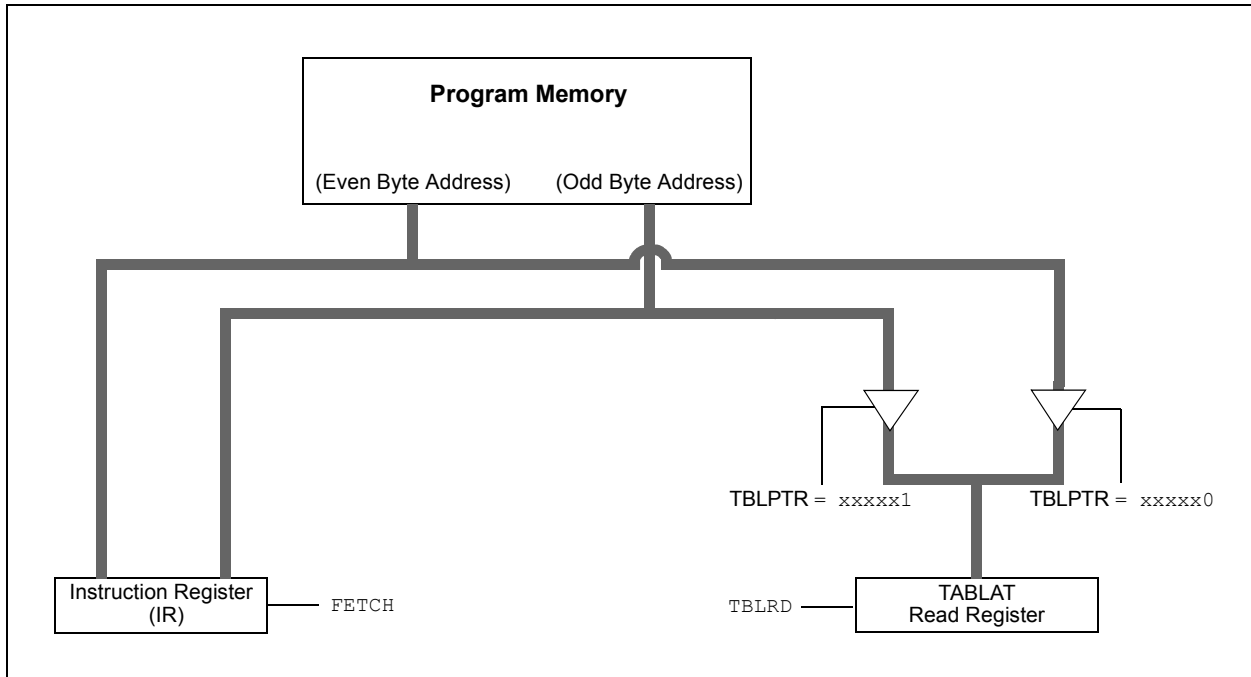 Program Memory
(Even Byte Address)
(Odd Byte Address)
TBLPTR = xxxxx1
TBLPTR = xxxxx0
Instruction Register
(IR)
FETCH
TBLRD
TABLAT
Read Register